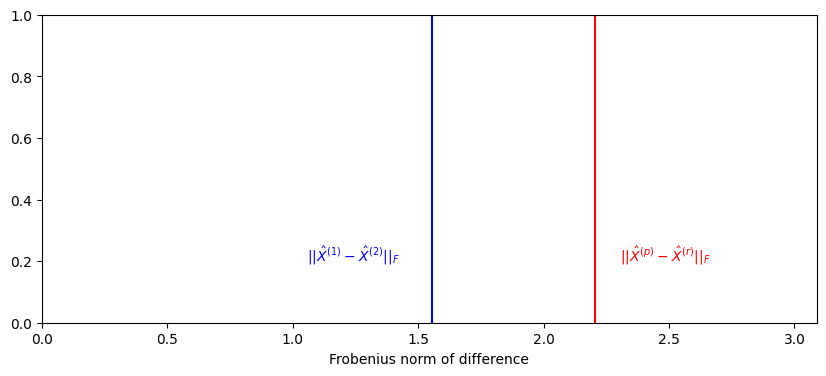 1.0
0.8
0.6
0.4
0.2
0.0
||X̂⁽¹⁾ − X̂⁽²⁾||_F
||X̂⁽ᵖ⁾ − X̂⁽ʳ⁾||_F
0.0 0.5 1.0 1.5 2.0 2.5 3.0
Frobenius norm of difference